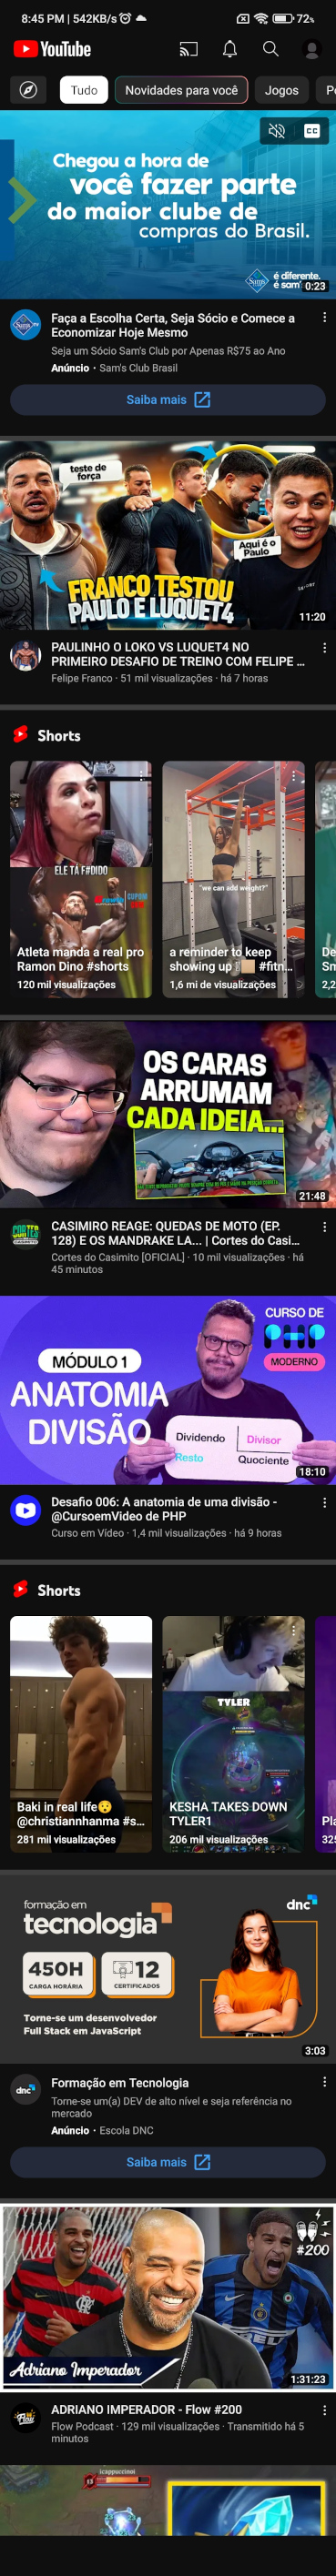 8:45 PM | 542KB/s
72%
YouTube
Tudo
Novidades para você
Jogos
CC
Chegou a hora de
você fazer parte
do maior clube de
compras do Brasil.
é diferente.
é sam's
0:23
Faça a Escolha Certa, Seja Sócio e Comece a
Economizar Hoje Mesmo
Seja um Sócio Sam's Club por Apenas R$75 ao Ano
Anúncio · Sam's Club Brasil
Saiba mais
teste de
força
Aqui é o
Paulo
FRANCO TESTOU
PAULO E LUQUET4
11:20
PAULINHO O LOKO VS LUQUET4 NO
PRIMEIRO DESAFIO DE TREINO COM FELIPE ...
Felipe Franco · 51 mil visualizações · há 7 horas
Shorts
ELE TÁ F#DIDO
Atleta manda a real pro
Ramon Dino #shorts
120 mil visualizações
"we can add weight?"
a reminder to keep
showing up #fitn...
1,6 mi de visualizações
De
Sm
2,2
OS CARAS
ARRUMAM
CADA IDEIA...
21:48
CASIMIRO REAGE: QUEDAS DE MOTO (EP.
128) E OS MANDRAKE LA... | Cortes do Casi...
Cortes do Casimito [OFICIAL] · 10 mil visualizações · há
45 minutos
CURSO DE
PHP
MODERNO
MÓDULO 1
ANATOMIA
DIVISÃO
Dividendo
Divisor
Resto
Quociente
18:10
Desafio 006: A anatomia de uma divisão -
@CursoemVideo de PHP
Curso em Vídeo · 1,4 mil visualizações · há 9 horas
Shorts
Baki in real life😯
@christiannhanma #s...
281 mil visualizações
TYLER
KESHA TAKES DOWN
TYLER1
206 mil visualizações
Pla
325
formação em
tecnologia
dnc
450H
CARGA HORÁRIA
12
CERTIFICADOS
Torne-se um desenvolvedor
Full Stack em JavaScript
3:03
dnc
Formação em Tecnologia
Torne-se um(a) DEV de alto nível e seja referência no
mercado
Anúncio · Escola DNC
Saiba mais
#200
Adriano Imperador
1:31:23
ADRIANO IMPERADOR - Flow #200
Flow Podcast · 129 mil visualizações · Transmitido há 5
minutos